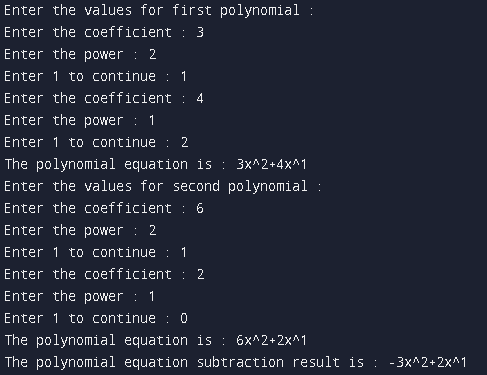 Enter the values for first polynomial :
Enter the coefficient : 3
Enter the power : 2
Enter 1 to continue : 1
Enter the coefficient : 4
Enter the power : 1
Enter 1 to continue : 2
The polynomial equation is : 3x^2+4x^1
Enter the values for second polynomial :
Enter the coefficient : 6
Enter the power : 2
Enter 1 to continue : 1
Enter the coefficient : 2
Enter the power : 1
Enter 1 to continue : 0
The polynomial equation is : 6x^2+2x^1
The polynomial equation subtraction result is : -3x^2+2x^1